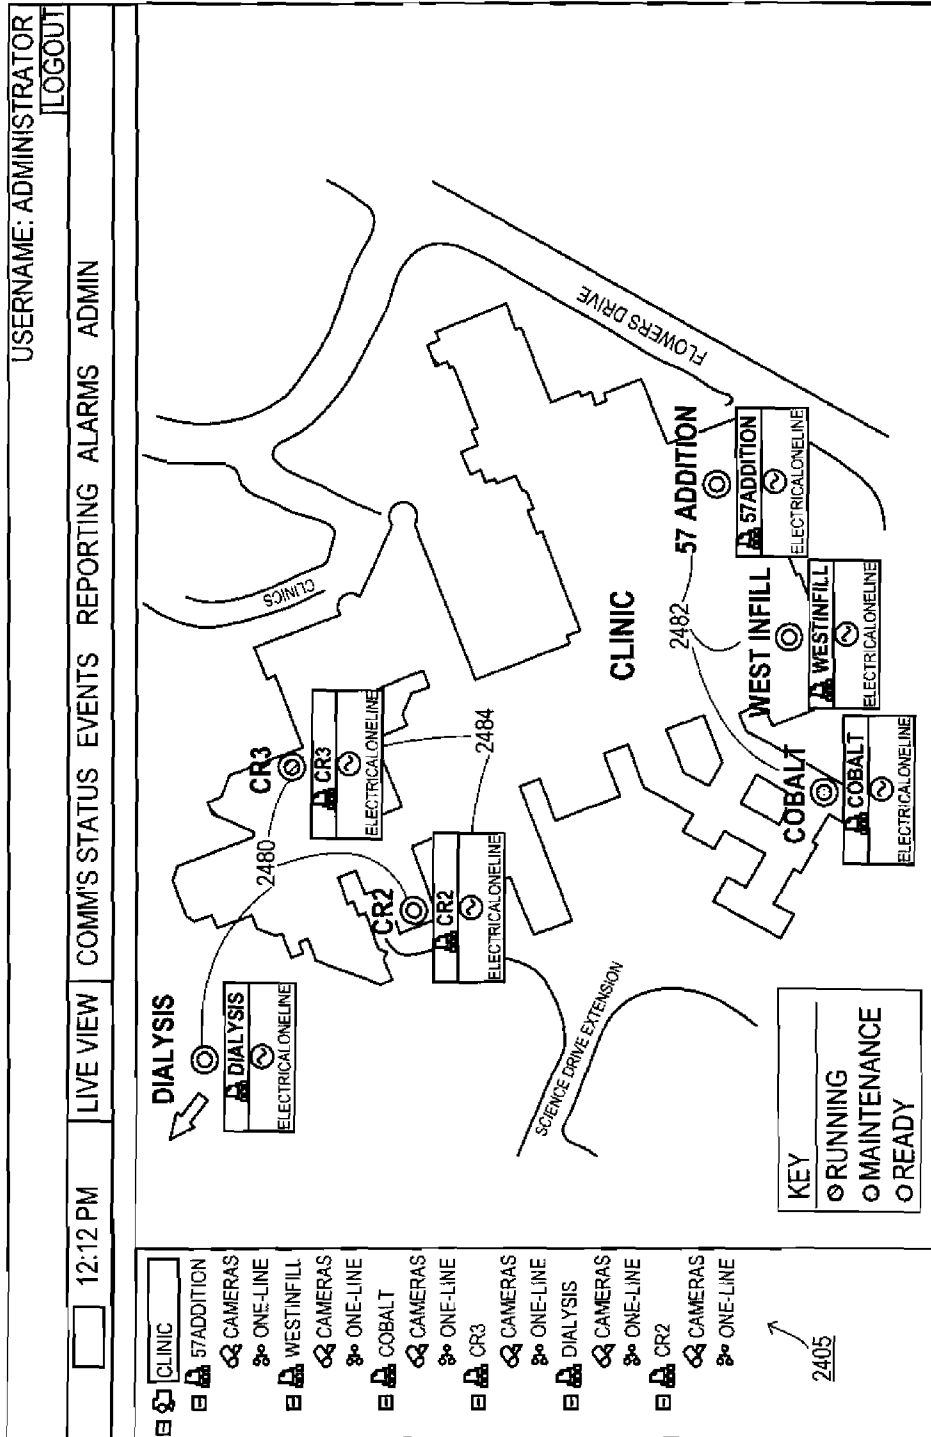 USERNAME: ADMINISTRATOR
LOGOUT
12:12 PM
LIVE VIEW
COMM'S STATUS EVENTS REPORTING ALARMS ADMIN
CLINIC
57ADDITION
CAMERAS
ONE-LINE
WESTINFILL
CAMERAS
ONE-LINE
COBALT
CAMERAS
ONE-LINE
CR3
CAMERAS
ONE-LINE
DIALYSIS
CAMERAS
ONE-LINE
CR2
CAMERAS
ONE-LINE
2405
DIALYSIS
DIALYSIS
ELECTRICALONELINE
2480
CR3
CR3
ELECTRICALONELINE
CR2
CR2
ELECTRICALONELINE
2484
CLINICS
FLOWERS DRIVE
SCIENCE DRIVE EXTENSION
CLINIC
2482
57 ADDITION
57ADDITION
ELECTRICALONELINE
WEST INFILL
WESTINFILL
ELECTRICALONELINE
COBALT
COBALT
ELECTRICALONELINE
KEY
RUNNING
MAINTENANCE
READY